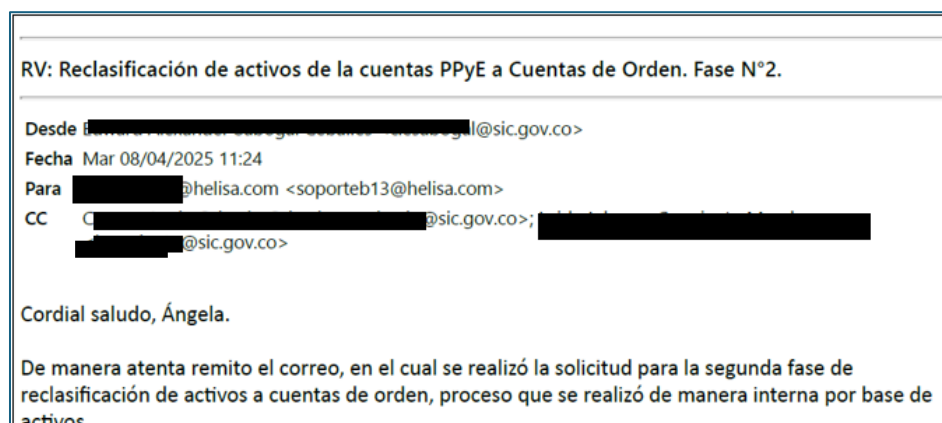 RV: Reclasificación de activos de la cuentas PPyE a Cuentas de Orden. Fase N°2.
Desde l@sic.gov.co>
Fecha Mar 08/04/2025 11:24
Para @helisa.com <soporteb13@helisa.com>
CC C @sic.gov.co>;
@sic.gov.co>
Cordial saludo, Ángela.
De manera atenta remito el correo, en el cual se realizó la solicitud para la segunda fase de
reclasificación de activos a cuentas de orden, proceso que se realizó de manera interna por base de
activos